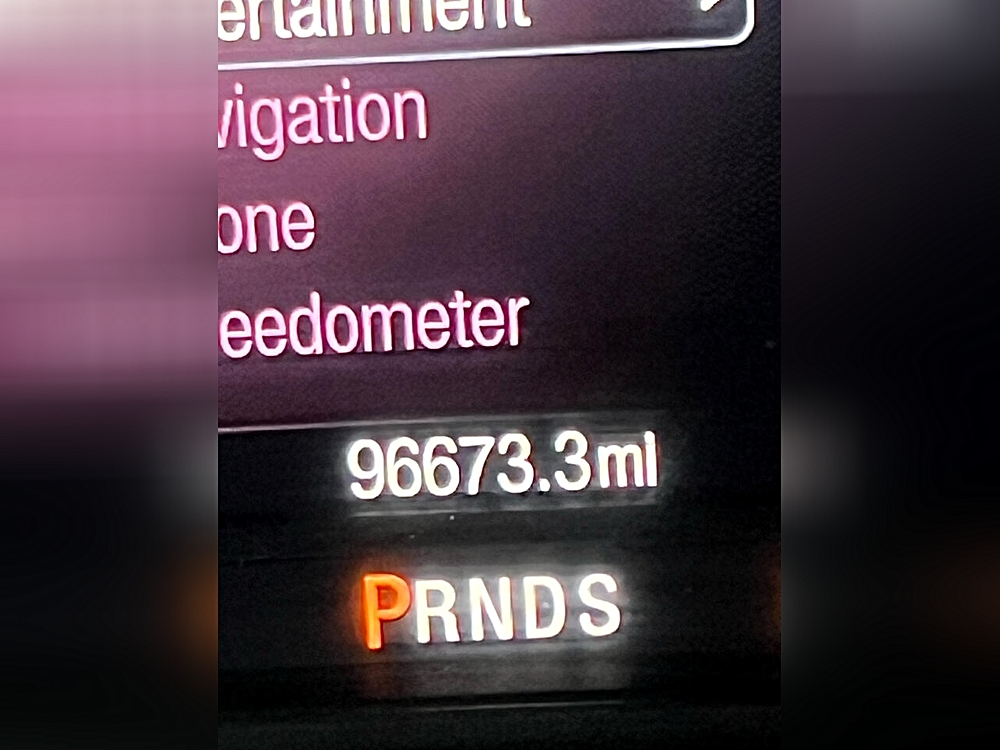 ertainment
vigation
one
eedometer
96673.3mi
PRNDS